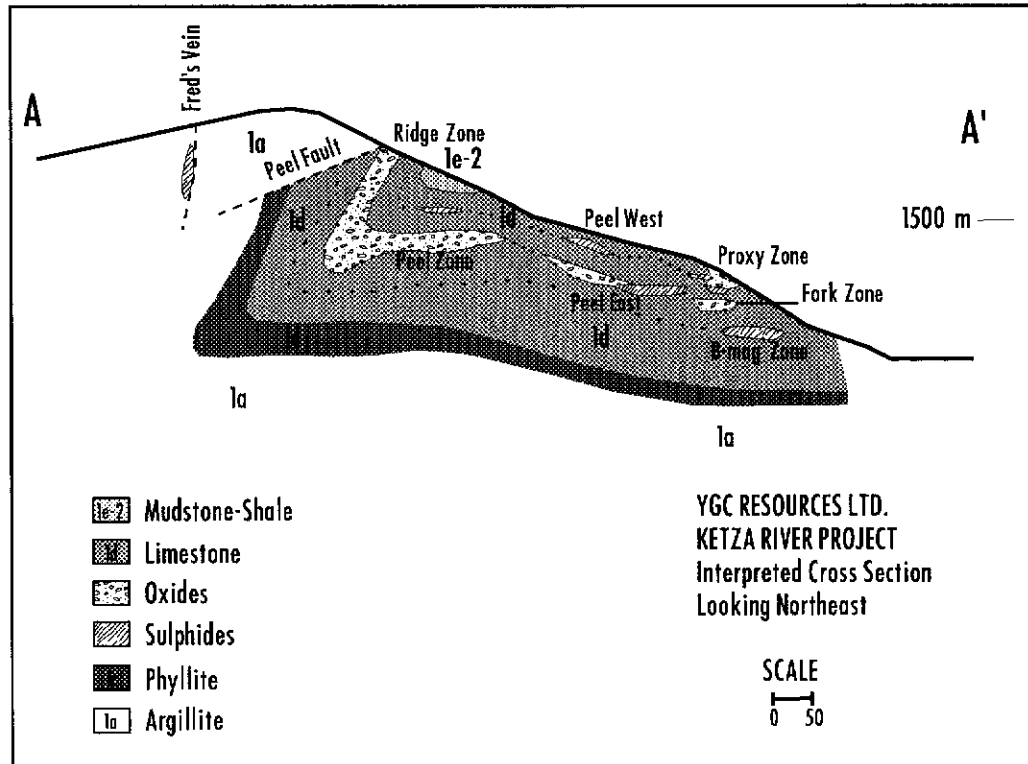 Fred's Vein
A
A'
1a
Peel Fault
Ridge Zone
1e-2
1d
1d
Peel West
1500 m
Proxy Zone
Peel Zone
Fork Zone
Peel East
1d
B-mag Zone
1a
1a
1e-2 Mudstone-Shale
1d Limestone
Oxides
Sulphides
Phyllite
1a Argillite
YGC RESOURCES LTD.
KETZA RIVER PROJECT
Interpreted Cross Section
Looking Northeast
SCALE
0 50